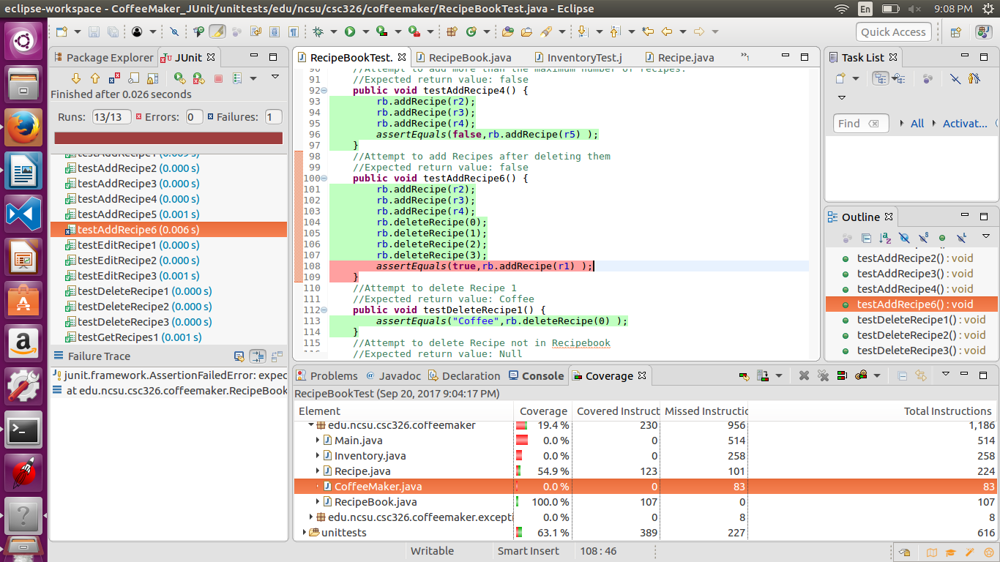 eclipse-workspace - CoffeeMaker_JUnit/unittests/edu/ncsu/csc326/coffeemaker/RecipeBookTest.java - Eclipse
En
9:08 PM
Quick Access
Package Explorer
JUnit
Finished after 0.026 seconds
Runs: 13/13 Errors: 0 Failures: 1
testAddRecipe1 (0.009 s)
testAddRecipe2 (0.000 s)
testAddRecipe3 (0.000 s)
testAddRecipe4 (0.000 s)
testAddRecipe5 (0.001 s)
testAddRecipe6 (0.006 s)
testEditRecipe1 (0.000 s)
testEditRecipe2 (0.000 s)
testEditRecipe3 (0.001 s)
testDeleteRecipe1 (0.000 s)
testDeleteRecipe2 (0.000 s)
testDeleteRecipe3 (0.000 s)
testGetRecipes1 (0.001 s)
Failure Trace
junit.framework.AssertionFailedError: expec
at edu.ncsu.csc326.coffeemaker.RecipeBook
RecipeBookTest. RecipeBook.java InventoryTest.j Recipe.java »1
90 //Attempt to add more than the maximum number of recipes.
91 //Expected return value: false
92 public void testAddRecipe4() {
93 rb.addRecipe(r2);
94 rb.addRecipe(r3);
95 rb.addRecipe(r4);
96 assertEquals(false,rb.addRecipe(r5) );
97 }
98 //Attempt to add Recipes after deleting them
99 //Expected return value: false
100 public void testAddRecipe6() {
101 rb.addRecipe(r2);
102 rb.addRecipe(r3);
103 rb.addRecipe(r4);
104 rb.deleteRecipe(0);
105 rb.deleteRecipe(1);
106 rb.deleteRecipe(2);
107 rb.deleteRecipe(3);
108 assertEquals(true,rb.addRecipe(r1) );
109 }
110 //Attempt to delete Recipe 1
111 //Expected return value: Coffee
112 public void testDeleteRecipe1() {
113 assertEquals("Coffee",rb.deleteRecipe(0) );
114 }
115 //Attempt to delete Recipe not in Recipebook
116 //Expected return value: Null
Task List
Find All Activat...
Outline
testAddRecipe2() : void
testAddRecipe3() : void
testAddRecipe4() : void
testAddRecipe6() : void
testDeleteRecipe1() : void
testDeleteRecipe2() : void
testDeleteRecipe3() : void
Problems @ Javadoc Declaration Console Coverage
RecipeBookTest (Sep 20, 2017 9:04:17 PM)
Element Coverage Covered Instruct Missed Instructic Total Instructions
edu.ncsu.csc326.coffeemaker 19.4 % 230 956 1,186
Main.java 0.0 % 0 514 514
Inventory.java 0.0 % 0 258 258
Recipe.java 54.9 % 123 101 224
CoffeeMaker.java 0.0 % 0 83 83
RecipeBook.java 100.0 % 107 0 107
edu.ncsu.csc326.coffeemaker.excepti 0.0 % 0 8 8
unittests 63.1 % 389 227 616
Writable Smart Insert 108 : 46